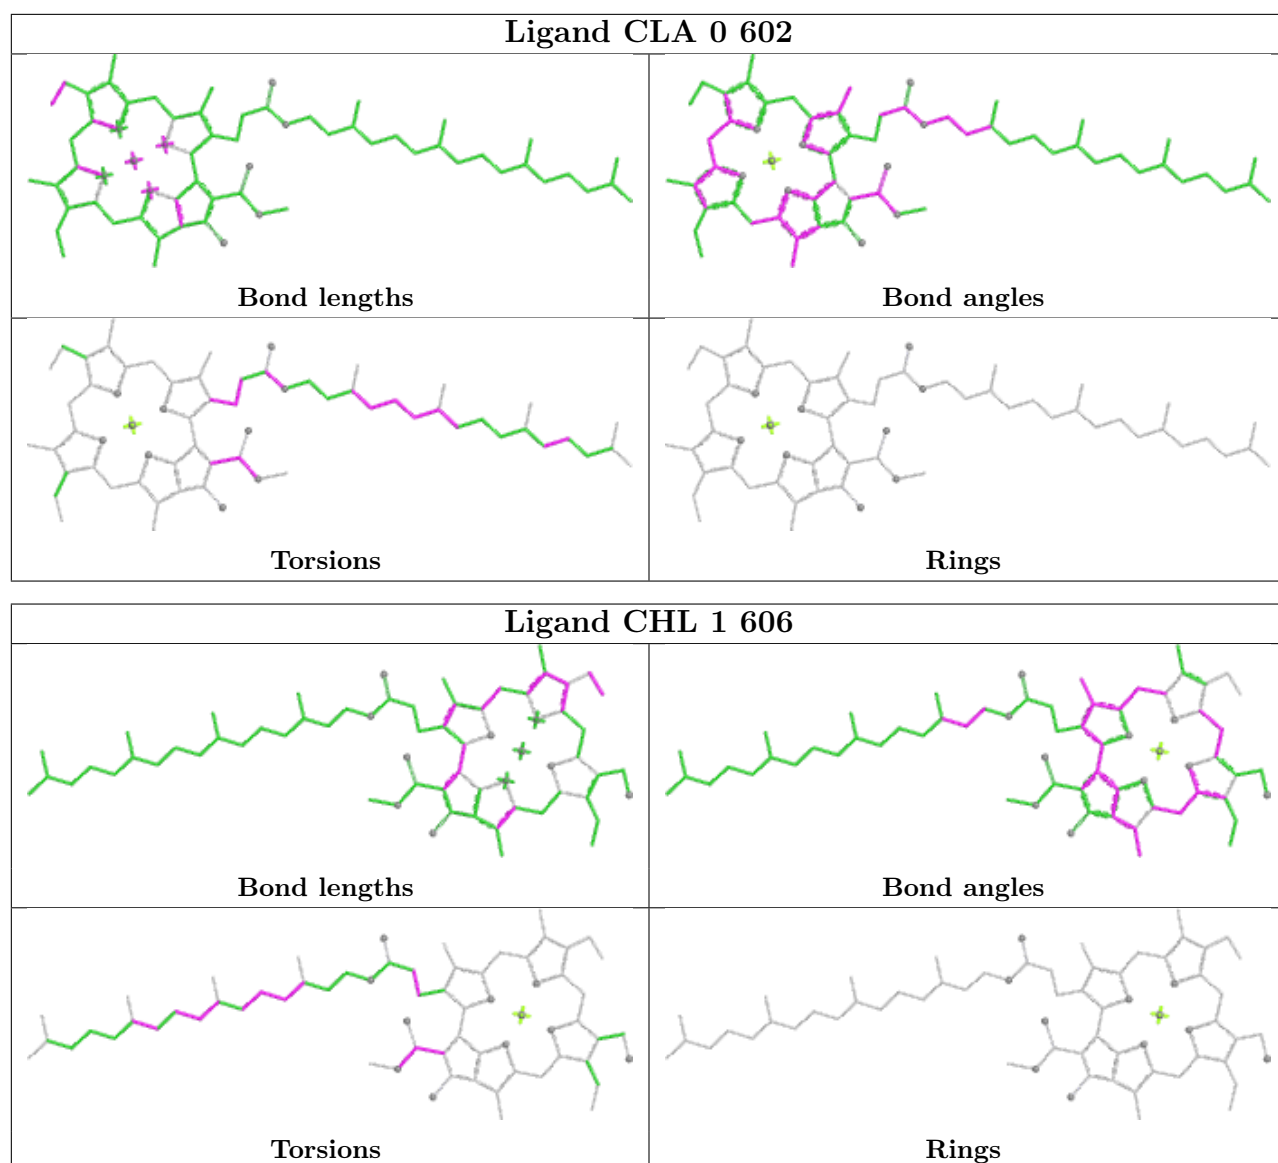 Ligand CLA 0 602
Bond lengths
Bond angles
Torsions
Rings
Ligand CHL 1 606
Bond lengths
Bond angles
Torsions
Rings